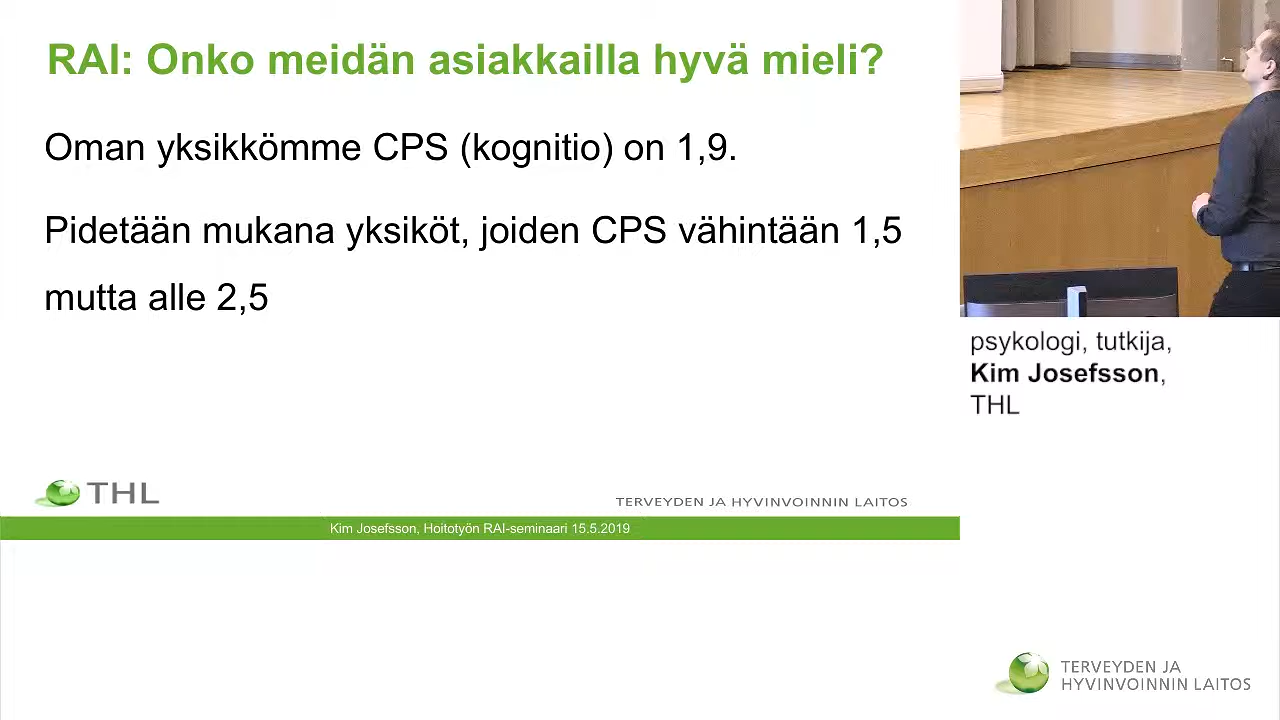 RAI: Onko meidän asiakkailla hyvä mieli?
Oman yksikkömme CPS (kognitio) on 1,9.
Pidetään mukana yksiköt, joiden CPS vähintään 1,5
mutta alle 2,5
THL
TERVEYDEN JA HYVINVOINNIN LAITOS
Kim Josefsson, Hoitotyön RAI-seminaari 15.5.2019
psykologi, tutkija,
Kim Josefsson,
THL
TERVEYDEN JA
HYVINVOINNIN LAITOS